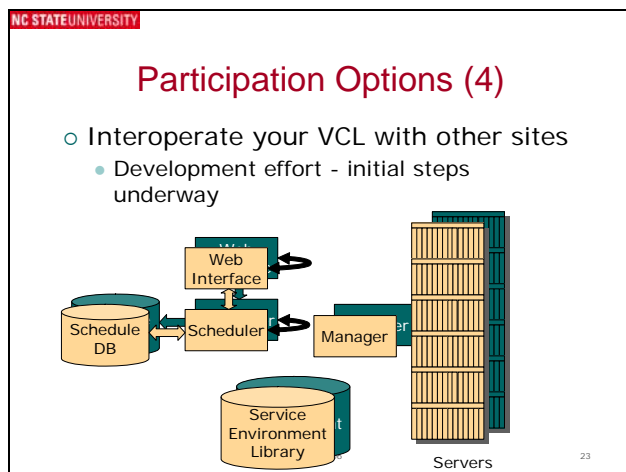 NC STATE UNIVERSITY
Participation Options (4)
Interoperate your VCL with other sites
Development effort - initial steps
underway
Web
Interface
Schedule
DB
Scheduler
Manager
Service
Environment
Library
Servers
23